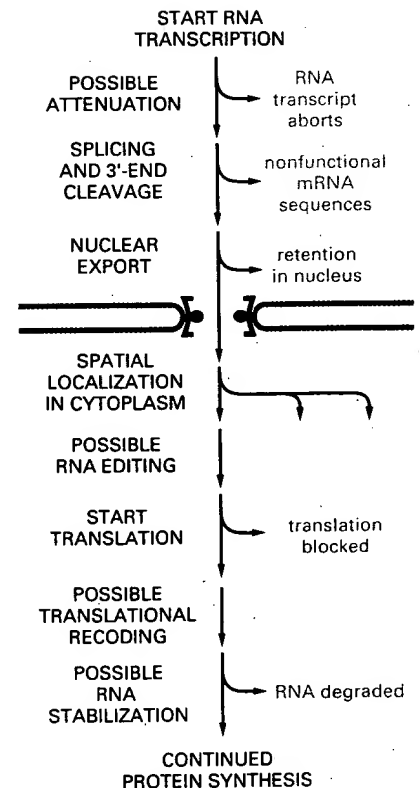 START RNA
TRANSCRIPTION
POSSIBLE
ATTENUATION
RNA
transcript
aborts
SPLICING
AND 3'-END
CLEAVAGE
nonfunctional
mRNA
sequences
NUCLEAR
EXPORT
retention
in nucleus
SPATIAL
LOCALIZATION
IN CYTOPLASM
POSSIBLE
RNA EDITING
START
TRANSLATION
translation
blocked
POSSIBLE
TRANSLATIONAL
RECODING
POSSIBLE
RNA
STABILIZATION
RNA degraded
CONTINUED
PROTEIN SYNTHESIS